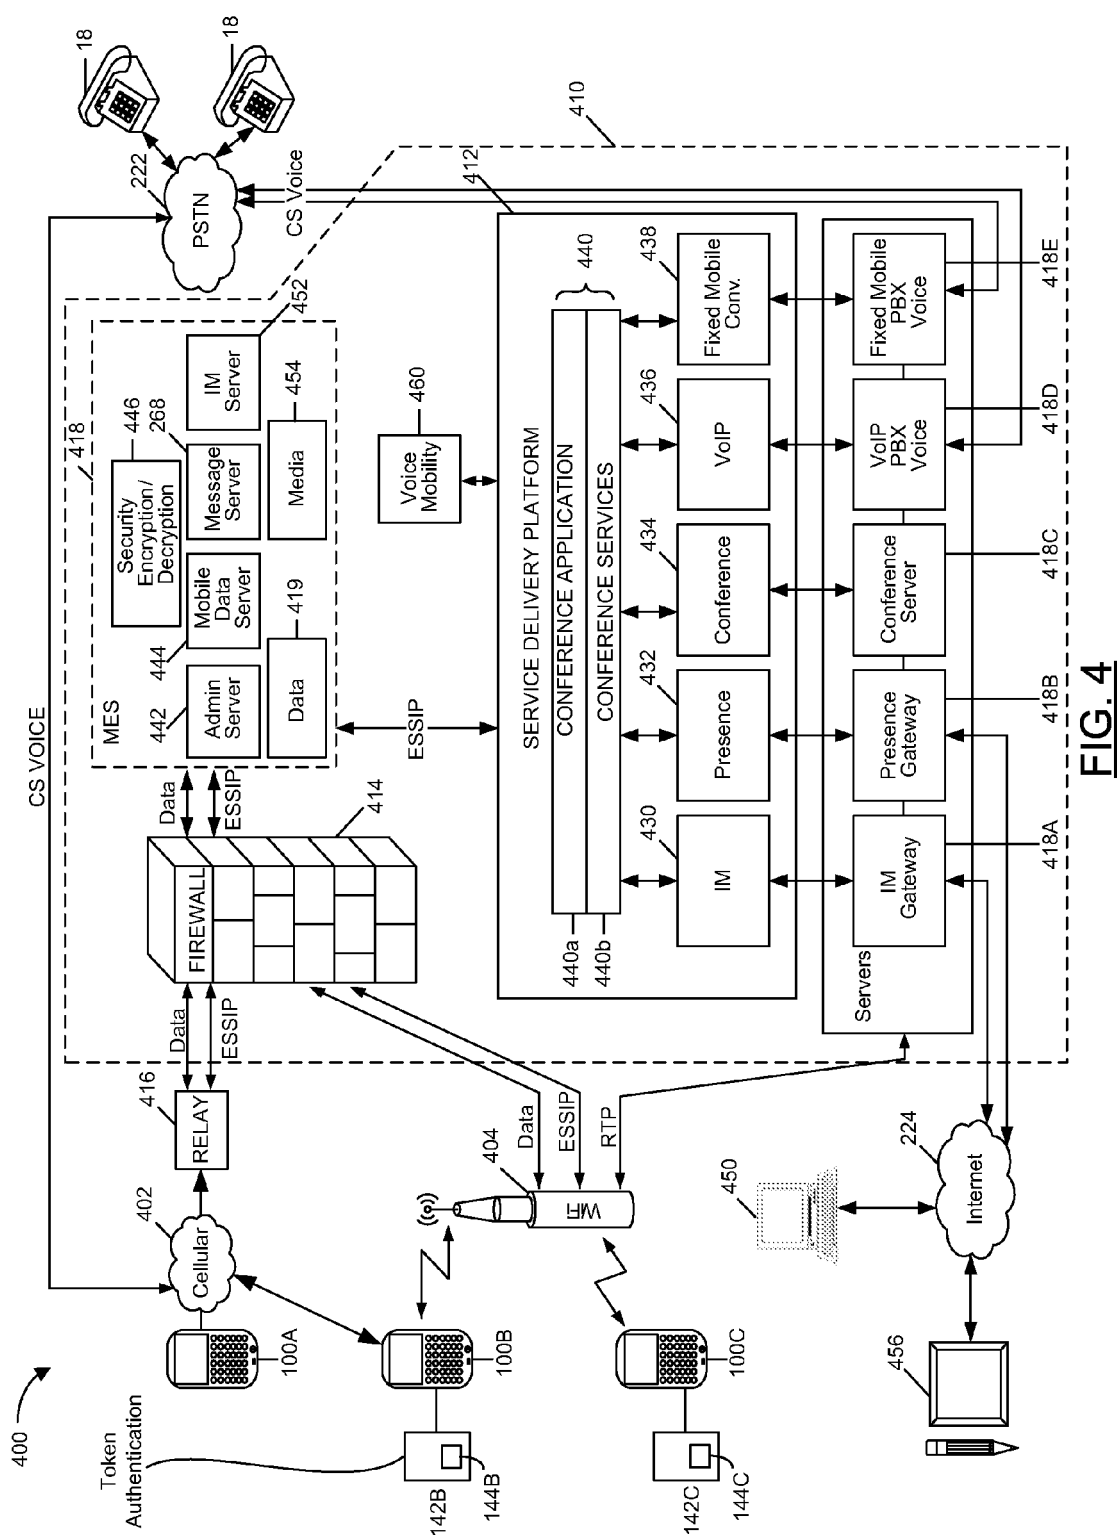 400
CS VOICE
18
18
222
PSTN
CS Voice
410
418
MES
446
Security
Encryption/
Decryption
444
268
452
442
Admin
Server
Mobile
Data
Server
Message
Server
IM
Server
Data
419
Media
454
Data
ESSIP
414
FIREWALL
Data
ESSIP
416
RELAY
402
Cellular
100A
ESSIP
Voice
Mobility
460
412
SERVICE DELIVERY PLATFORM
CONFERENCE APPLICATION
CONFERENCE SERVICES
440
440a
440b
430
432
434
436
438
IM
Presence
Conference
VoIP
Fixed Mobile
Conv.
Servers
IM
Gateway
Presence
Gateway
Conference
Server
VoIP
PBX
Voice
Fixed Mobile
PBX
Voice
418A
418B
418C
418D
418E
404
WiFi
Data
ESSIP
RTP
Token
Authentication
142B
144B
100B
142C
144C
100C
450
224
Internet
456
FIG. 4